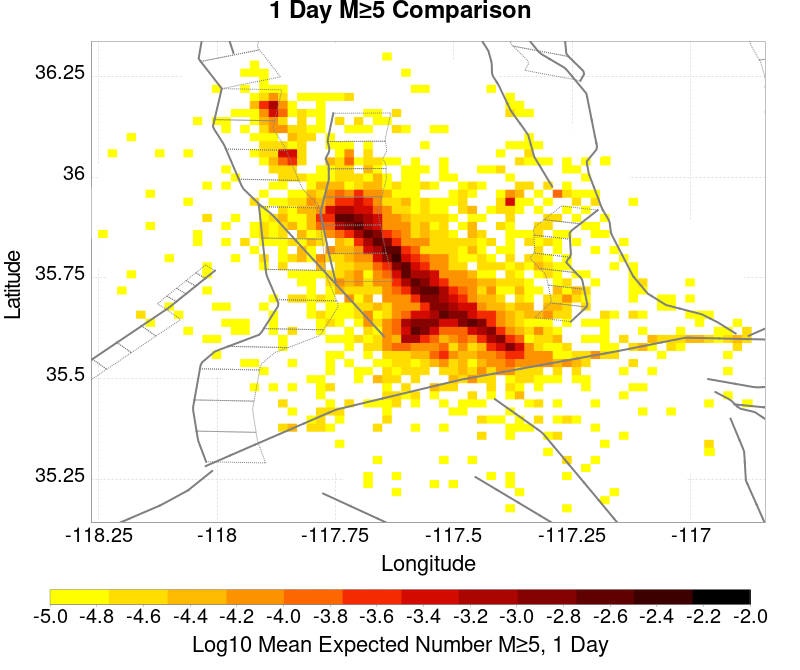 1 Day M≥5 Comparison
36.25
36
35.75
35.5
35.25
Latitude
-118.25 -118 -117.75 -117.5 -117.25 -117
Longitude
-5.0 -4.8 -4.6 -4.4 -4.2 -4.0 -3.8 -3.6 -3.4 -3.2 -3.0 -2.8 -2.6 -2.4 -2.2 -2.0
Log10 Mean Expected Number M≥5, 1 Day